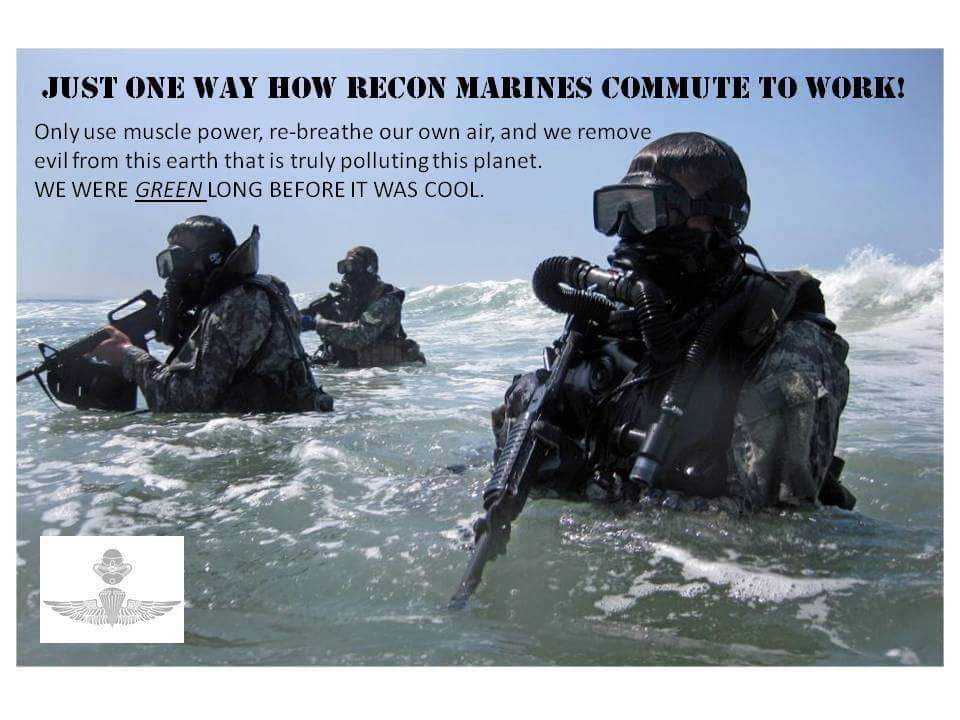 JUST ONE WAY HOW RECON MARINES COMMUTE TO WORK!
Only use muscle power, re-breathe our own air, and we remove
evil from this earth that is truly polluting this planet.
WE WERE GREEN LONG BEFORE IT WAS COOL.